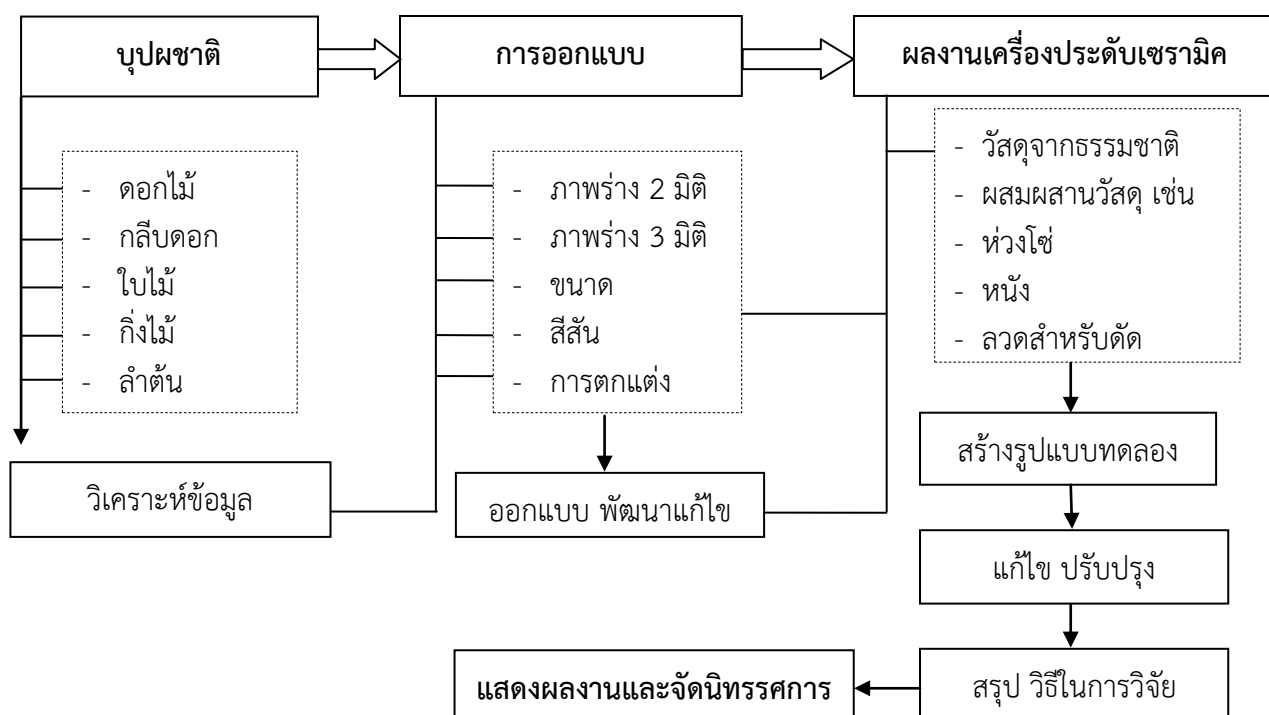 บุปผชาติ
การออกแบบ
ผลงานเครื่องประดับเซรามิค
- ดอกไม้
- กลีบดอก
- ใบไม้
- กิ่งไม้
- ลำต้น
วิเคราะห์ข้อมูล
- ภาพร่าง 2 มิติ
- ภาพร่าง 3 มิติ
- ขนาด
- สีสัน
- การตกแต่ง
ออกแบบ พัฒนาแก้ไข
- วัสดุจากธรรมชาติ
- ผสมผสานวัสดุ เช่น
- ห่วงโซ่
- หนัง
- ลวดสำหรับดัด
สร้างรูปแบบทดลอง
แก้ไข ปรับปรุง
สรุป วิธีในการวิจัย
แสดงผลงานและจัดนิทรรศการ